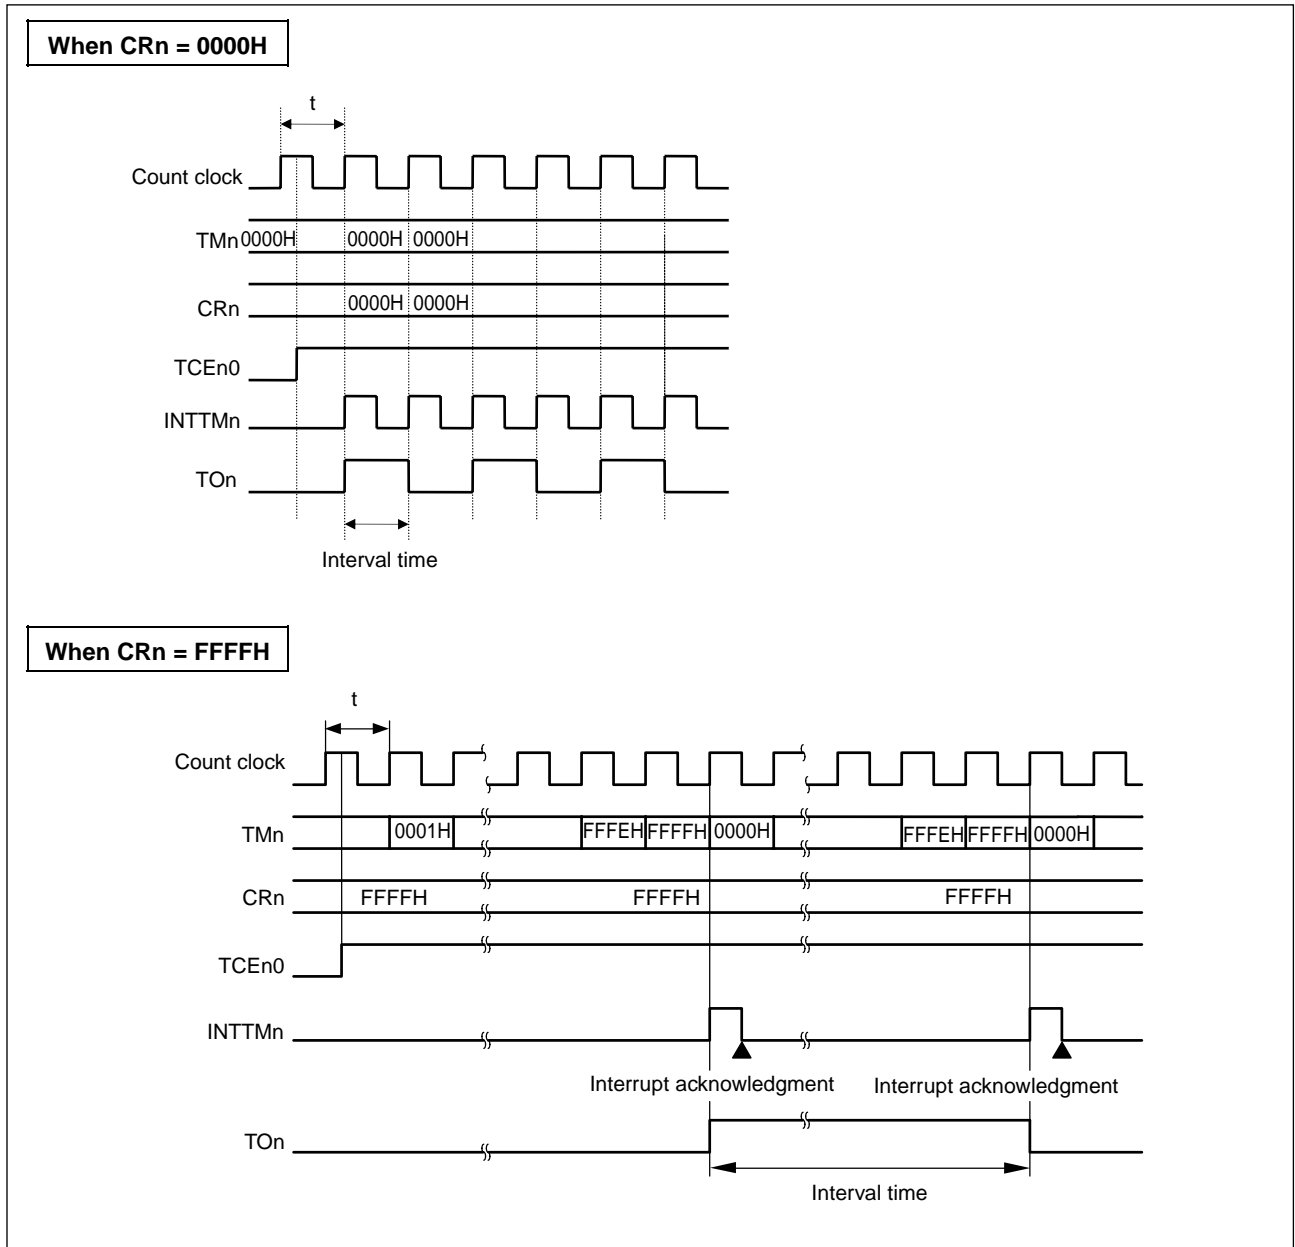 When CRn = 0000H
t
Count clock
TMn 0000H 0000H 0000H
CRn 0000H 0000H
TCEn0
INTTMn
TOn
Interval time
When CRn = FFFFH
t
Count clock
TMn 0001H FFFEH FFFFH 0000H FFFEH FFFFH 0000H
CRn FFFFH FFFFH FFFFH
TCEn0
INTTMn
Interrupt acknowledgment Interrupt acknowledgment
TOn
Interval time